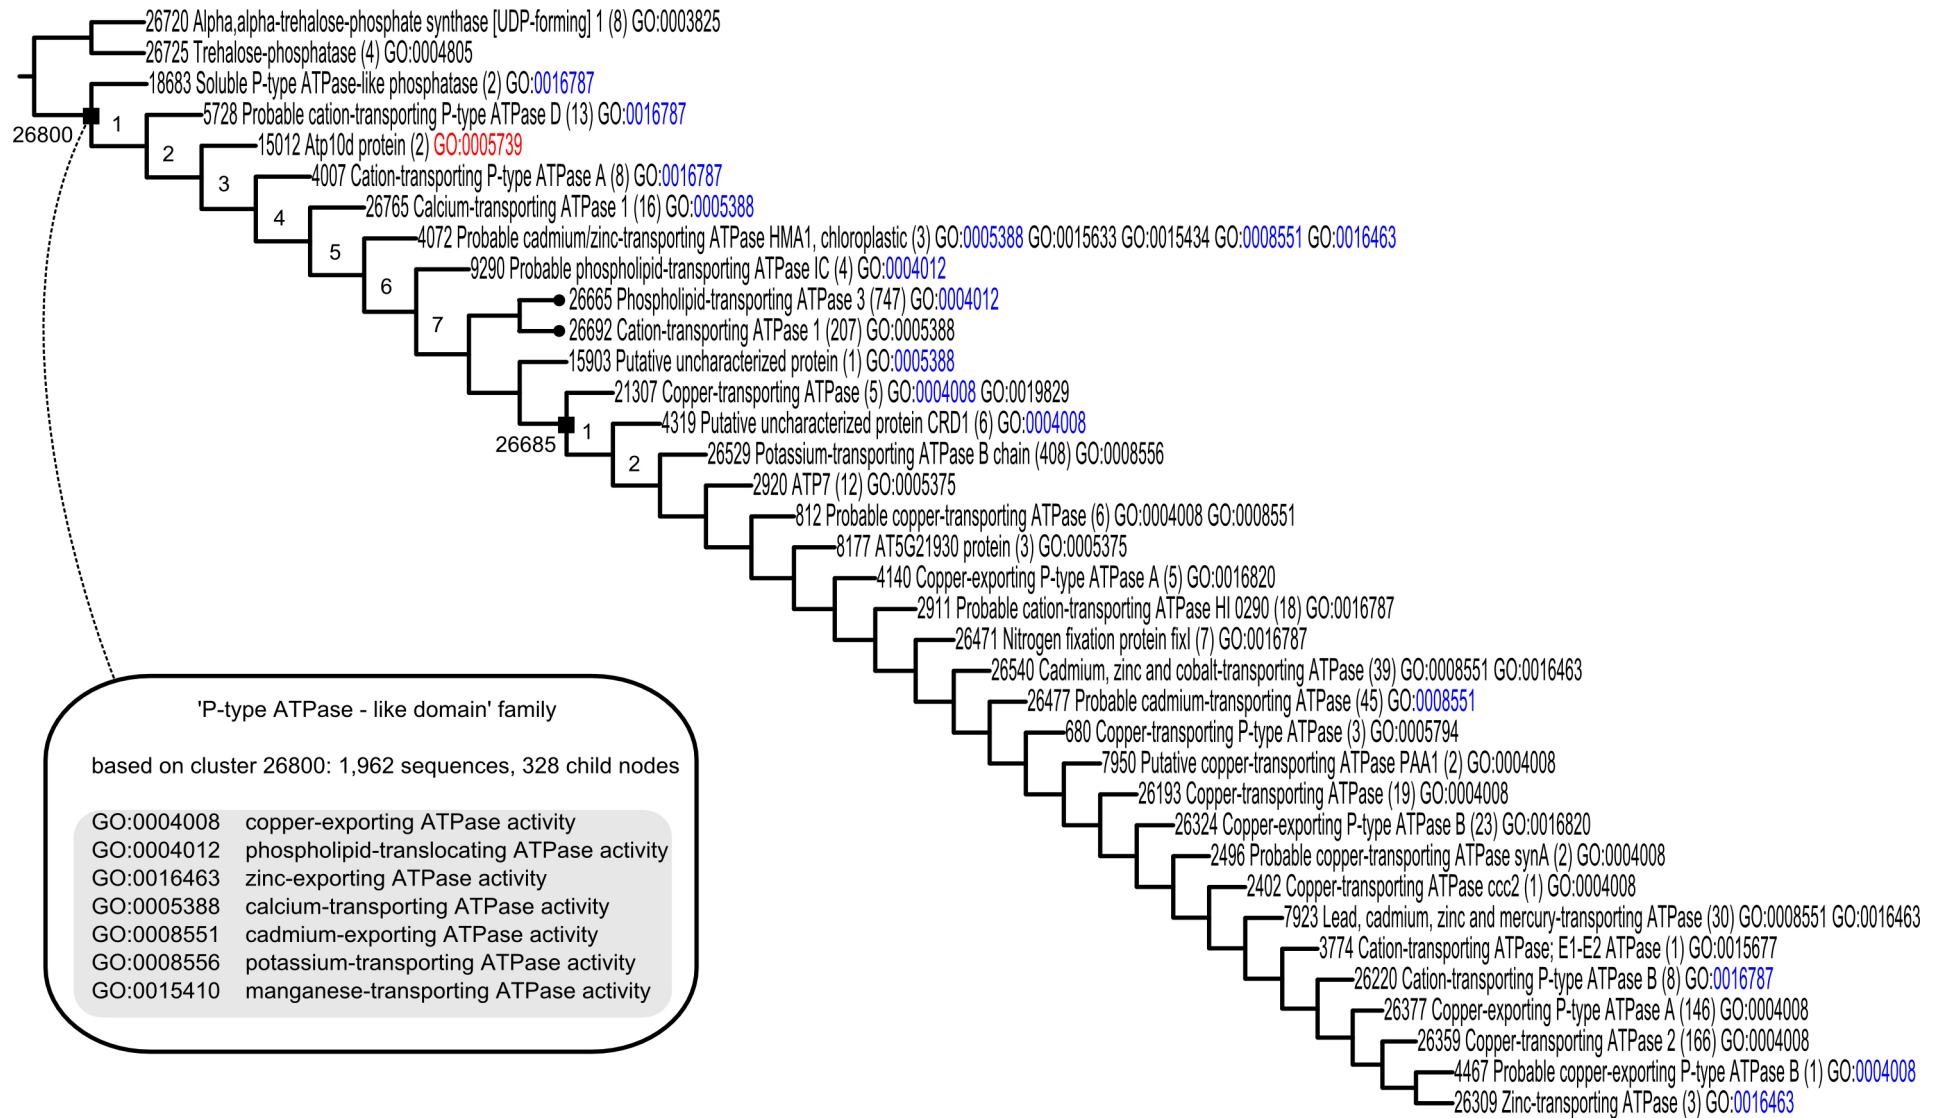 26720 Alpha,alpha-trehalose-phosphate synthase [UDP-forming] 1 (8) GO:0003825
26725 Trehalose-phosphatase (4) GO:0004805
18683 Soluble P-type ATPase-like phosphatase (2) GO:0016787
26800
1
5728 Probable cation-transporting P-type ATPase D (13) GO:0016787
2
15012 Atp10d protein (2) GO:0005739
3
4007 Cation-transporting P-type ATPase A (8) GO:0016787
4
26765 Calcium-transporting ATPase 1 (16) GO:0005388
5
4072 Probable cadmium/zinc-transporting ATPase HMA1, chloroplastic (3) GO:0005388 GO:0015633 GO:0015434 GO:0008551 GO:0016463
6
9290 Probable phospholipid-transporting ATPase IC (4) GO:0004012
7
26665 Phospholipid-transporting ATPase 3 (747) GO:0004012
26692 Cation-transporting ATPase 1 (207) GO:0005388
15903 Putative uncharacterized protein (1) GO:0005388
21307 Copper-transporting ATPase (5) GO:0004008 GO:0019829
26685
1
4319 Putative uncharacterized protein CRD1 (6) GO:0004008
2
26529 Potassium-transporting ATPase B chain (408) GO:0008556
2920 ATP7 (12) GO:0005375
812 Probable copper-transporting ATPase (6) GO:0004008 GO:0008551
8177 AT5G21930 protein (3) GO:0005375
4140 Copper-exporting P-type ATPase A (5) GO:0016820
2911 Probable cation-transporting ATPase HI 0290 (18) GO:0016787
26471 Nitrogen fixation protein fixI (7) GO:0016787
26540 Cadmium, zinc and cobalt-transporting ATPase (39) GO:0008551 GO:0016463
26477 Probable cadmium-transporting ATPase (45) GO:0008551
680 Copper-transporting P-type ATPase (3) GO:0005794
7950 Putative copper-transporting ATPase PAA1 (2) GO:0004008
26193 Copper-transporting ATPase (19) GO:0004008
26324 Copper-exporting P-type ATPase B (23) GO:0016820
2496 Probable copper-transporting ATPase synA (2) GO:0004008
2402 Copper-transporting ATPase ccc2 (1) GO:0004008
7923 Lead, cadmium, zinc and mercury-transporting ATPase (30) GO:0008551 GO:0016463
3774 Cation-transporting ATPase; E1-E2 ATPase (1) GO:0015677
26220 Cation-transporting P-type ATPase B (8) GO:0016787
26377 Copper-exporting P-type ATPase A (146) GO:0004008
26359 Copper-transporting ATPase 2 (166) GO:0004008
4467 Probable copper-exporting P-type ATPase B (1) GO:0004008
26309 Zinc-transporting ATPase (3) GO:0016463
'P-type ATPase - like domain' family
based on cluster 26800: 1,962 sequences, 328 child nodes
GO:0004008 copper-exporting ATPase activity
GO:0004012 phospholipid-translocating ATPase activity
GO:0016463 zinc-exporting ATPase activity
GO:0005388 calcium-transporting ATPase activity
GO:0008551 cadmium-exporting ATPase activity
GO:0008556 potassium-transporting ATPase activity
GO:0015410 manganese-transporting ATPase activity